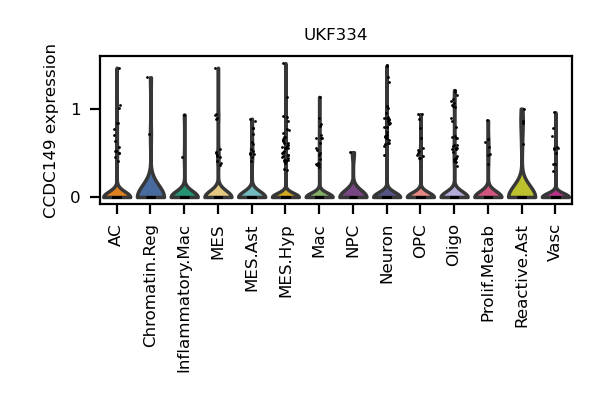 UKF334
CCDC149 expression
1
0
AC
Chromatin.Reg
Inflammatory.Mac
MES
MES.Ast
MES.Hyp
Mac
NPC
Neuron
OPC
Oligo
Prolif.Metab
Reactive.Ast
Vasc